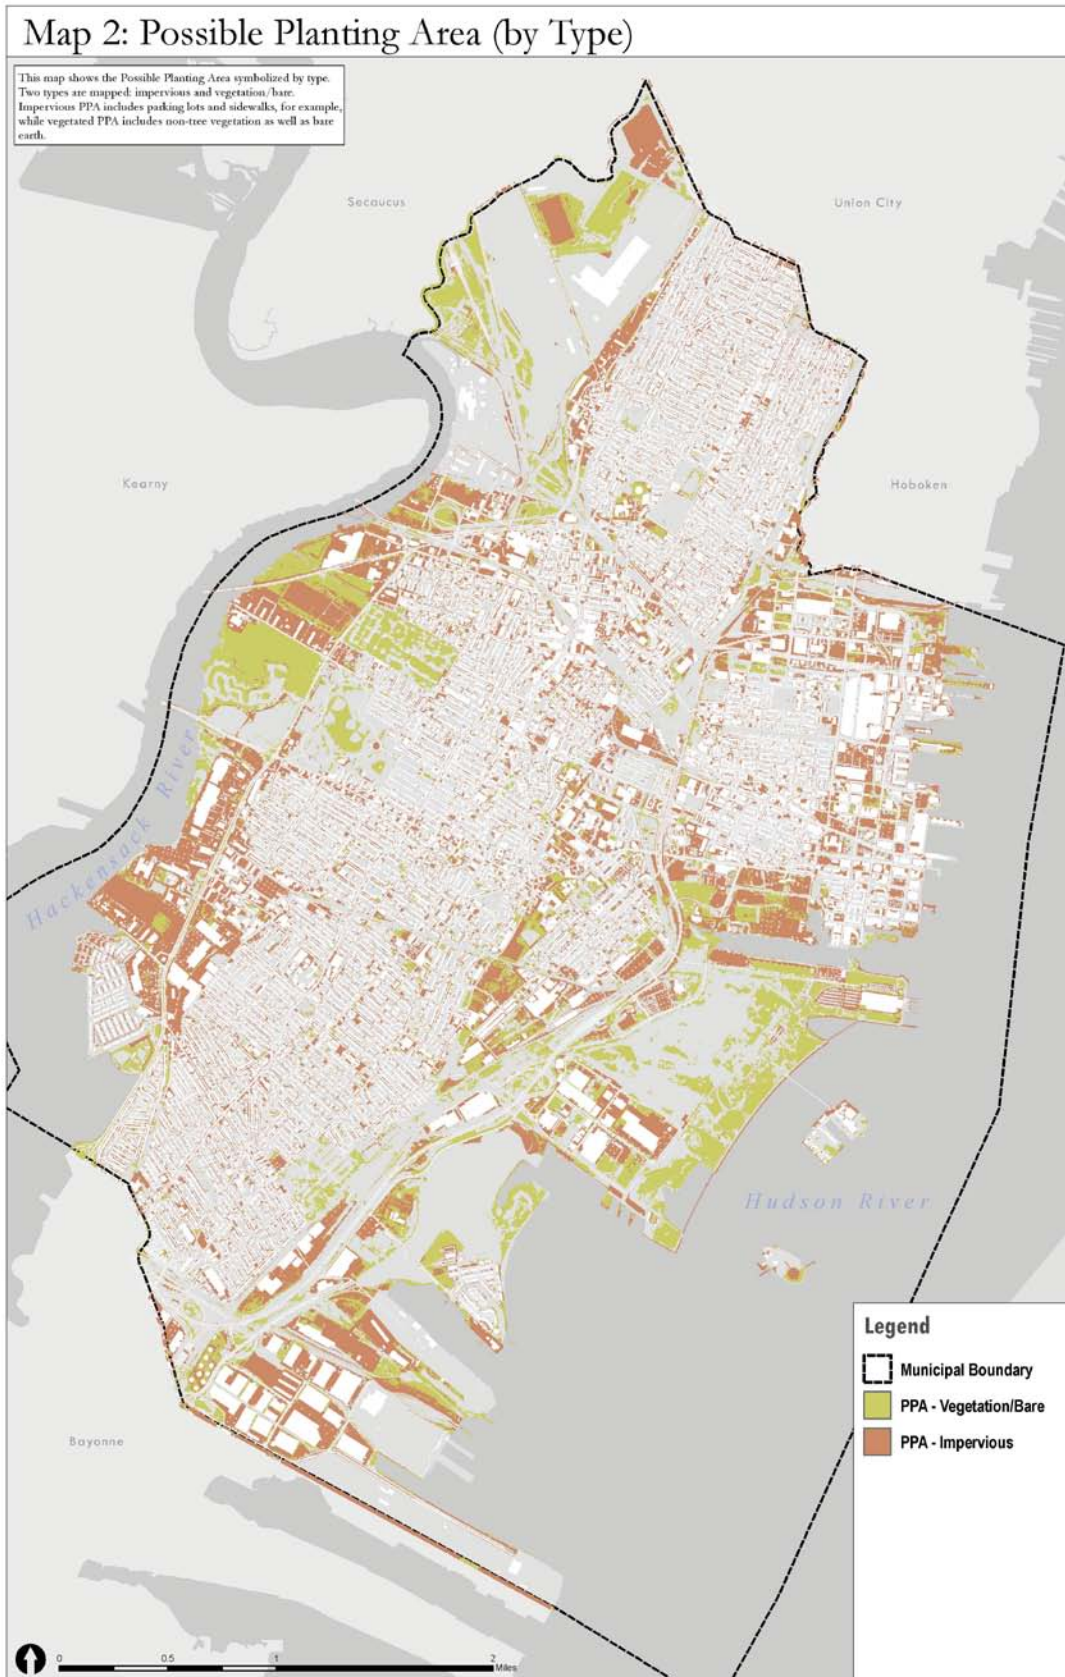 Map 2: Possible Planting Area (by Type)
This map shows the Possible Planting Area symbolized by type.
Two types are mapped: impervious and vegetation/bare.
Impervious PPA includes parking lots and sidewalks, for example,
while vegetated PPA includes non-tree vegetation as well as bare
earth.
Secaucus
Union City
Kearny
Hoboken
Hackensack River
Hudson River
Bayonne
Legend
Municipal Boundary
PPA - Vegetation/Bare
PPA - Impervious
0 0.5 1 2
Miles